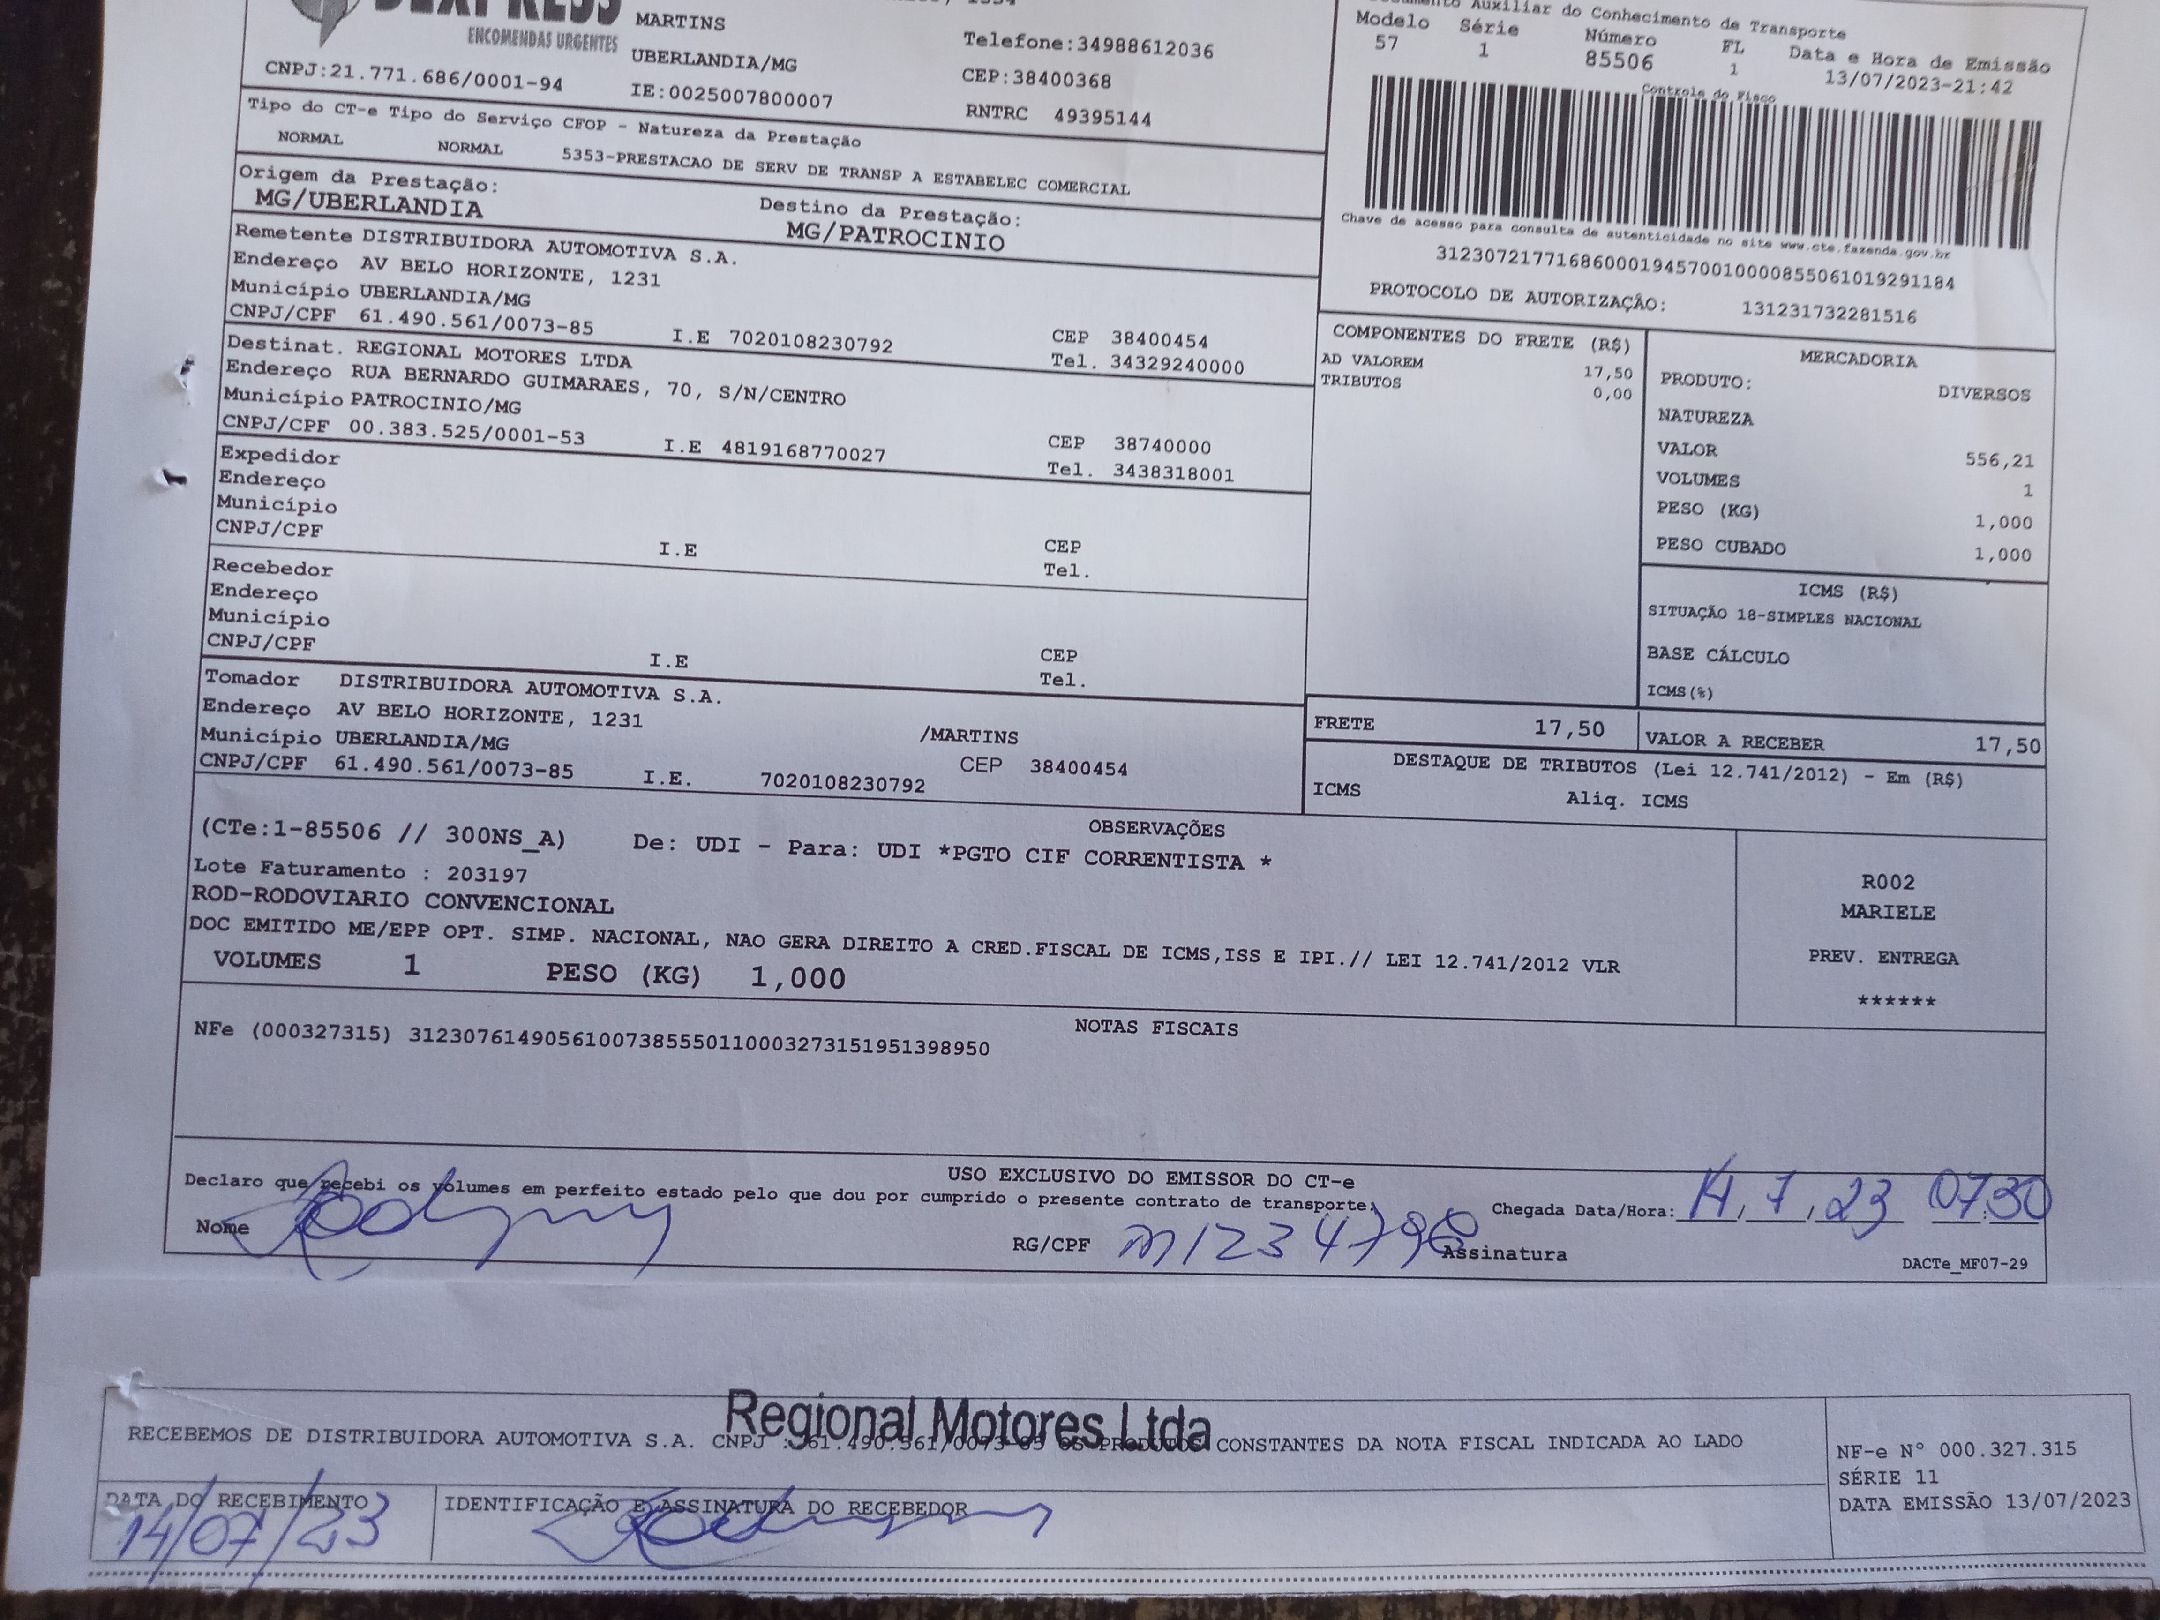 ENCOMENDAS URGENTES
MARTINS
UBERLANDIA/MG
Telefone:34988612036
CNPJ:21.771.686/0001-94
IE:0025007800007
CEP:38400368
RNTRC 49395144
Auxiliar do Conhecimento de Transporte
Modelo Série Número FL Data e Hora de Emissão
57 1 85506 1 13/07/2023-21:42
Controle do Fisco
Chave de acesso para consulta de autenticidade no site www.cte.fazenda.gov.br
31230721771686000194570010000855061019291184
PROTOCOLO DE AUTORIZAÇÃO: 131231732281516
Tipo do CT-e Tipo do Serviço CFOP - Natureza da Prestação
NORMAL NORMAL 5353-PRESTACAO DE SERV DE TRANSP A ESTABELEC COMERCIAL
Origem da Prestação: Destino da Prestação:
MG/UBERLANDIA MG/PATROCINIO
Remetente DISTRIBUIDORA AUTOMOTIVA S.A.
Endereço AV BELO HORIZONTE, 1231
Município UBERLANDIA/MG
CNPJ/CPF 61.490.561/0073-85 I.E 7020108230792 CEP 38400454
Tel. 34329240000
Destinat. REGIONAL MOTORES LTDA
Endereço RUA BERNARDO GUIMARAES, 70, S/N/CENTRO
Município PATROCINIO/MG
CNPJ/CPF 00.383.525/0001-53 I.E 4819168770027 CEP 38740000
Tel. 3438318001
Expedidor
Endereço
Município
CNPJ/CPF I.E CEP
Tel.
Recebedor
Endereço
Município
CNPJ/CPF I.E CEP
Tel.
Tomador DISTRIBUIDORA AUTOMOTIVA S.A.
Endereço AV BELO HORIZONTE, 1231 /MARTINS
Município UBERLANDIA/MG CEP 38400454
CNPJ/CPF 61.490.561/0073-85 I.E. 7020108230792
COMPONENTES DO FRETE (R$)
AD VALOREM 17,50
TRIBUTOS 0,00
MERCADORIA
PRODUTO: DIVERSOS
NATUREZA
VALOR 556,21
VOLUMES 1
PESO (KG) 1,000
PESO CUBADO 1,000
ICMS (R$)
SITUAÇÃO 18-SIMPLES NACIONAL
BASE CÁLCULO
ICMS(%)
FRETE 17,50 VALOR A RECEBER 17,50
DESTAQUE DE TRIBUTOS (Lei 12.741/2012) - Em (R$)
ICMS Aliq. ICMS
OBSERVAÇÕES
(CTe:1-85506 // 300NS_A) De: UDI - Para: UDI *PGTO CIF CORRENTISTA *
Lote Faturamento : 203197
ROD-RODOVIARIO CONVENCIONAL
DOC EMITIDO ME/EPP OPT. SIMP. NACIONAL, NAO GERA DIREITO A CRED.FISCAL DE ICMS,ISS E IPI.// LEI 12.741/2012 VLR
VOLUMES 1 PESO (KG) 1,000
R002
MARIELE
PREV. ENTREGA
******
NOTAS FISCAIS
NFe (000327315) 31230761490561007385550110003273151951398950
USO EXCLUSIVO DO EMISSOR DO CT-e
Declaro que recebi os volumes em perfeito estado pelo que dou por cumprido o presente contrato de transporte.
Chegada Data/Hora: 14, 7, 23 07:30
Nome RG/CPF Assinatura
DACTe_MF07-29
Regional Motores Ltda
RECEBEMOS DE DISTRIBUIDORA AUTOMOTIVA S.A. CNPJ : 61.490.561/0073-85 OS PRODUTOS CONSTANTES DA NOTA FISCAL INDICADA AO LADO
NF-e Nº 000.327.315
SÉRIE 11
DATA EMISSÃO 13/07/2023
DATA DO RECEBIMENTO IDENTIFICAÇÃO E ASSINATURA DO RECEBEDOR
14/07/23